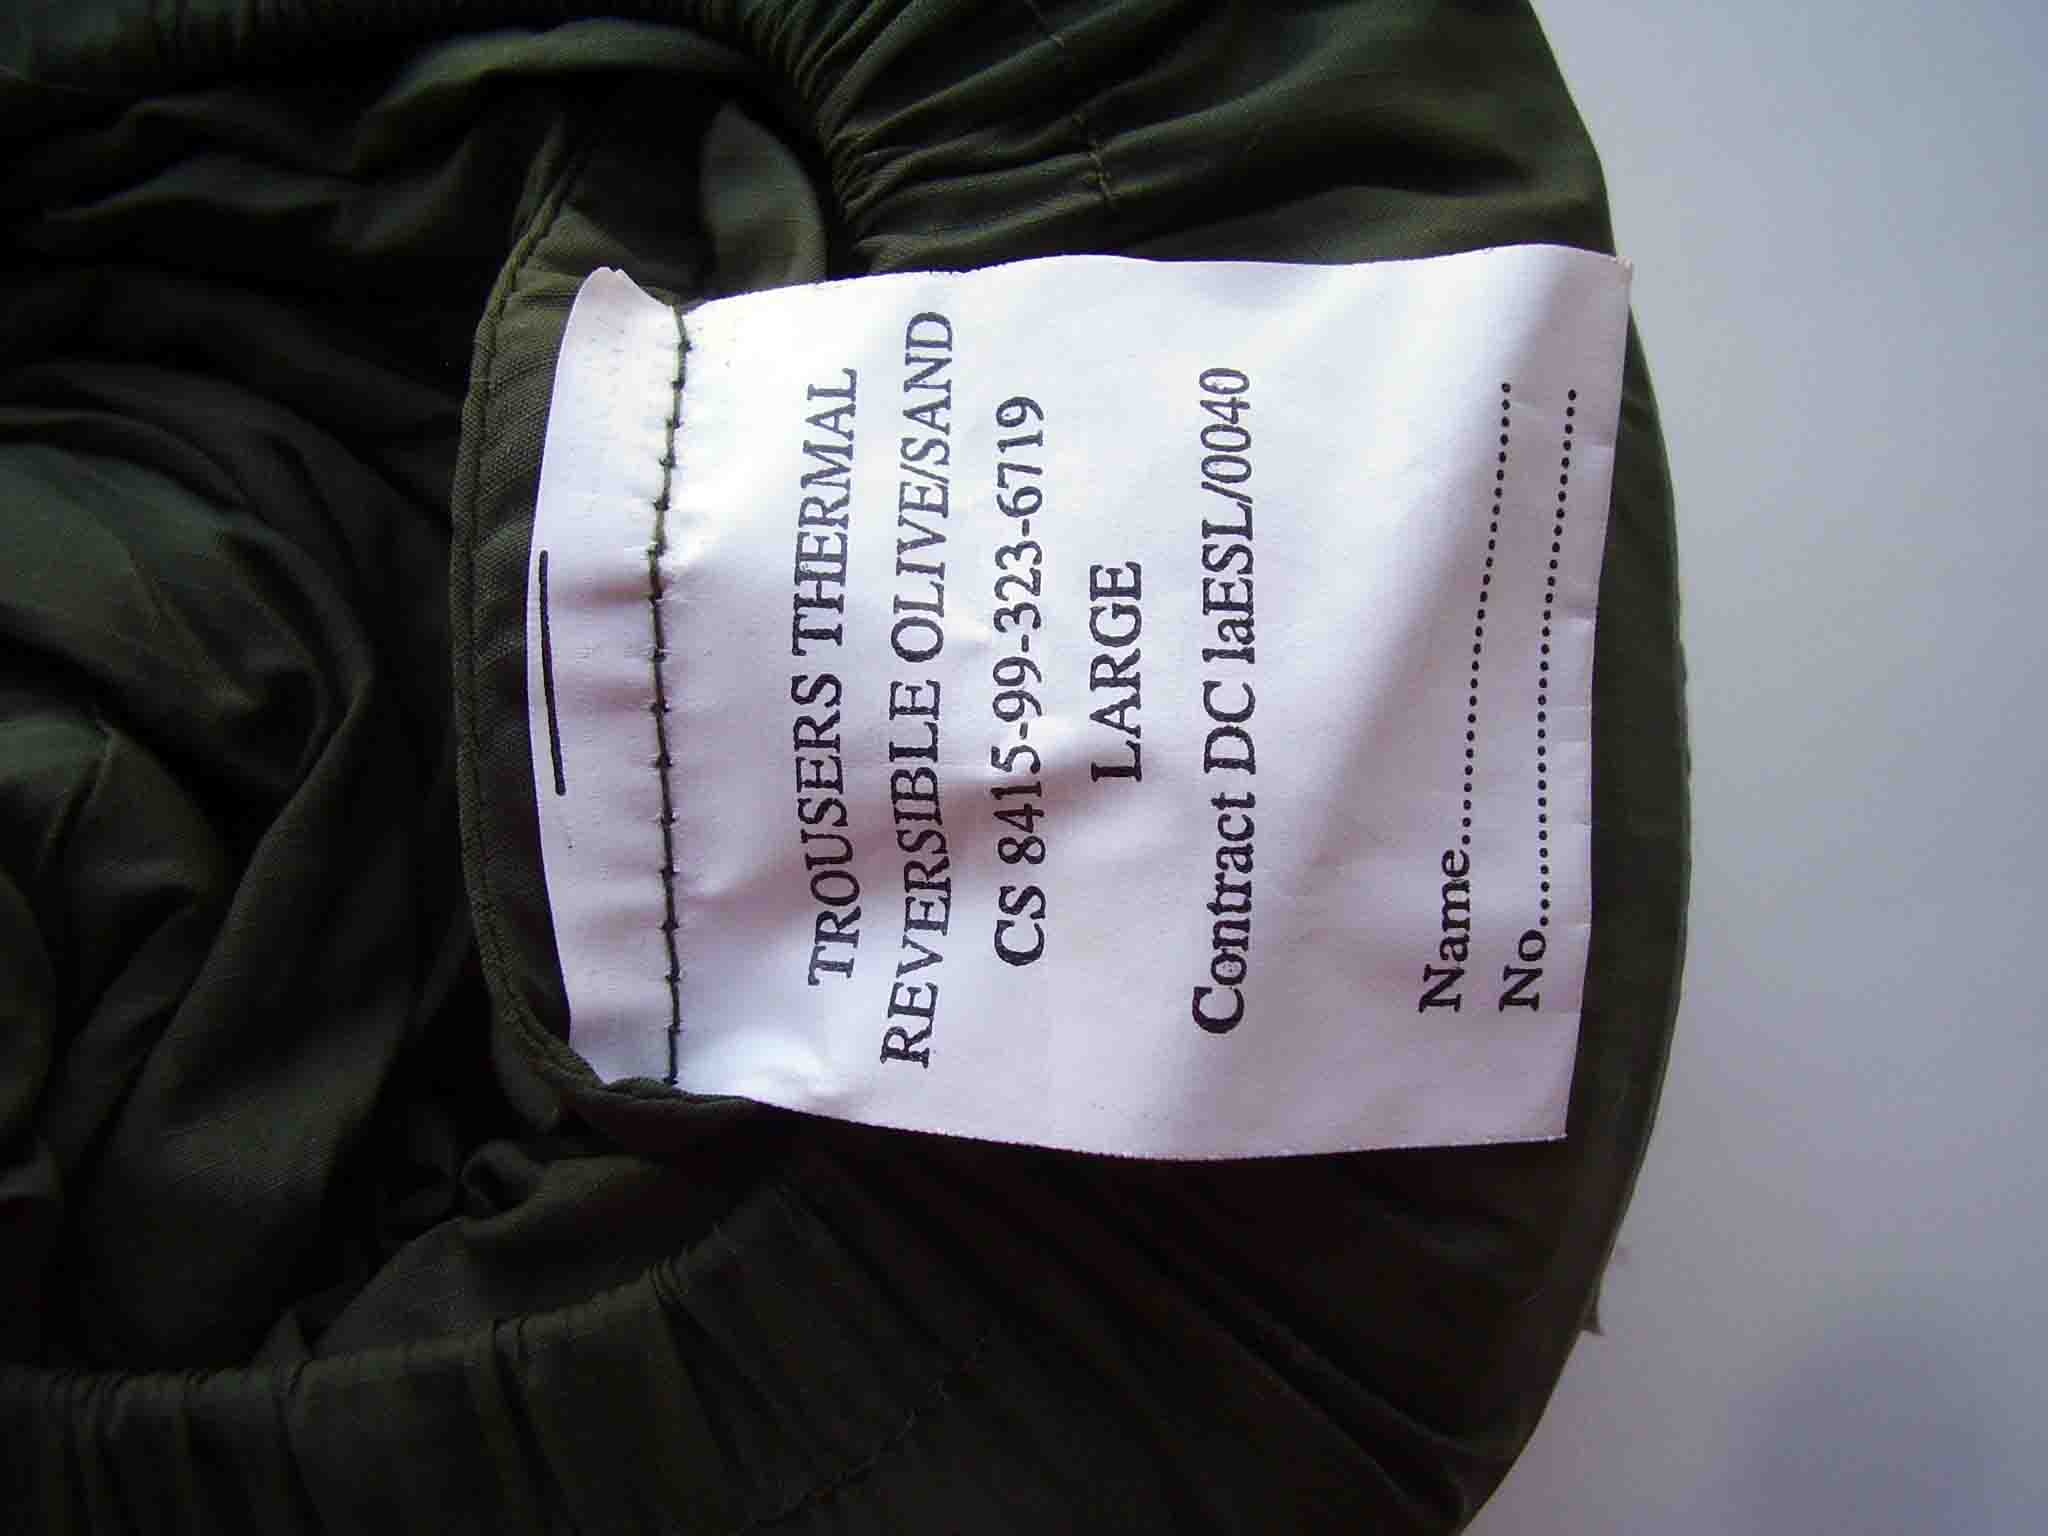 TROUSERS THERMAL
REVERSIBLE OLIVE/SAND
CS 8415-99-323-6719
LARGE
Contract DC laESL/0040
Name..............................
No...................................